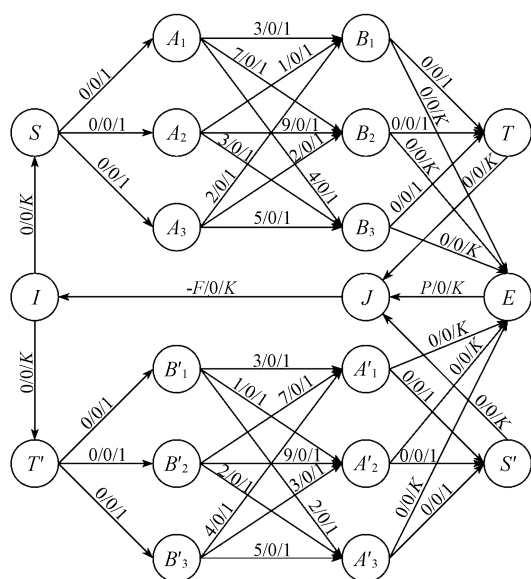 A₁ 3/0/1 B₁
7/0/1 1/0/1
0/0/1 0/0/1
0/0/K
S 0/0/1 A₂ 9/0/1 B₂ 0/0/1 T
3/0/1 2/0/1
0/0/1 2/0/1 4/0/1 0/0/1 0/0/K
A₃ 5/0/1 B₃
0/0/K 0/0/K
I -F/0/K J P/0/K E
0/0/K
B'₁ 3/0/1 A'₁ 0/0/K
1/0/1 7/0/1
0/0/1 0/0/1 0/0/K
T' 0/0/1 B'₂ 9/0/1 A'₂ 0/0/1 S'
2/0/1 3/0/1
0/0/1 4/0/1 2/0/1 0/0/K 0/0/1
0/0/K
B'₃ 5/0/1 A'₃